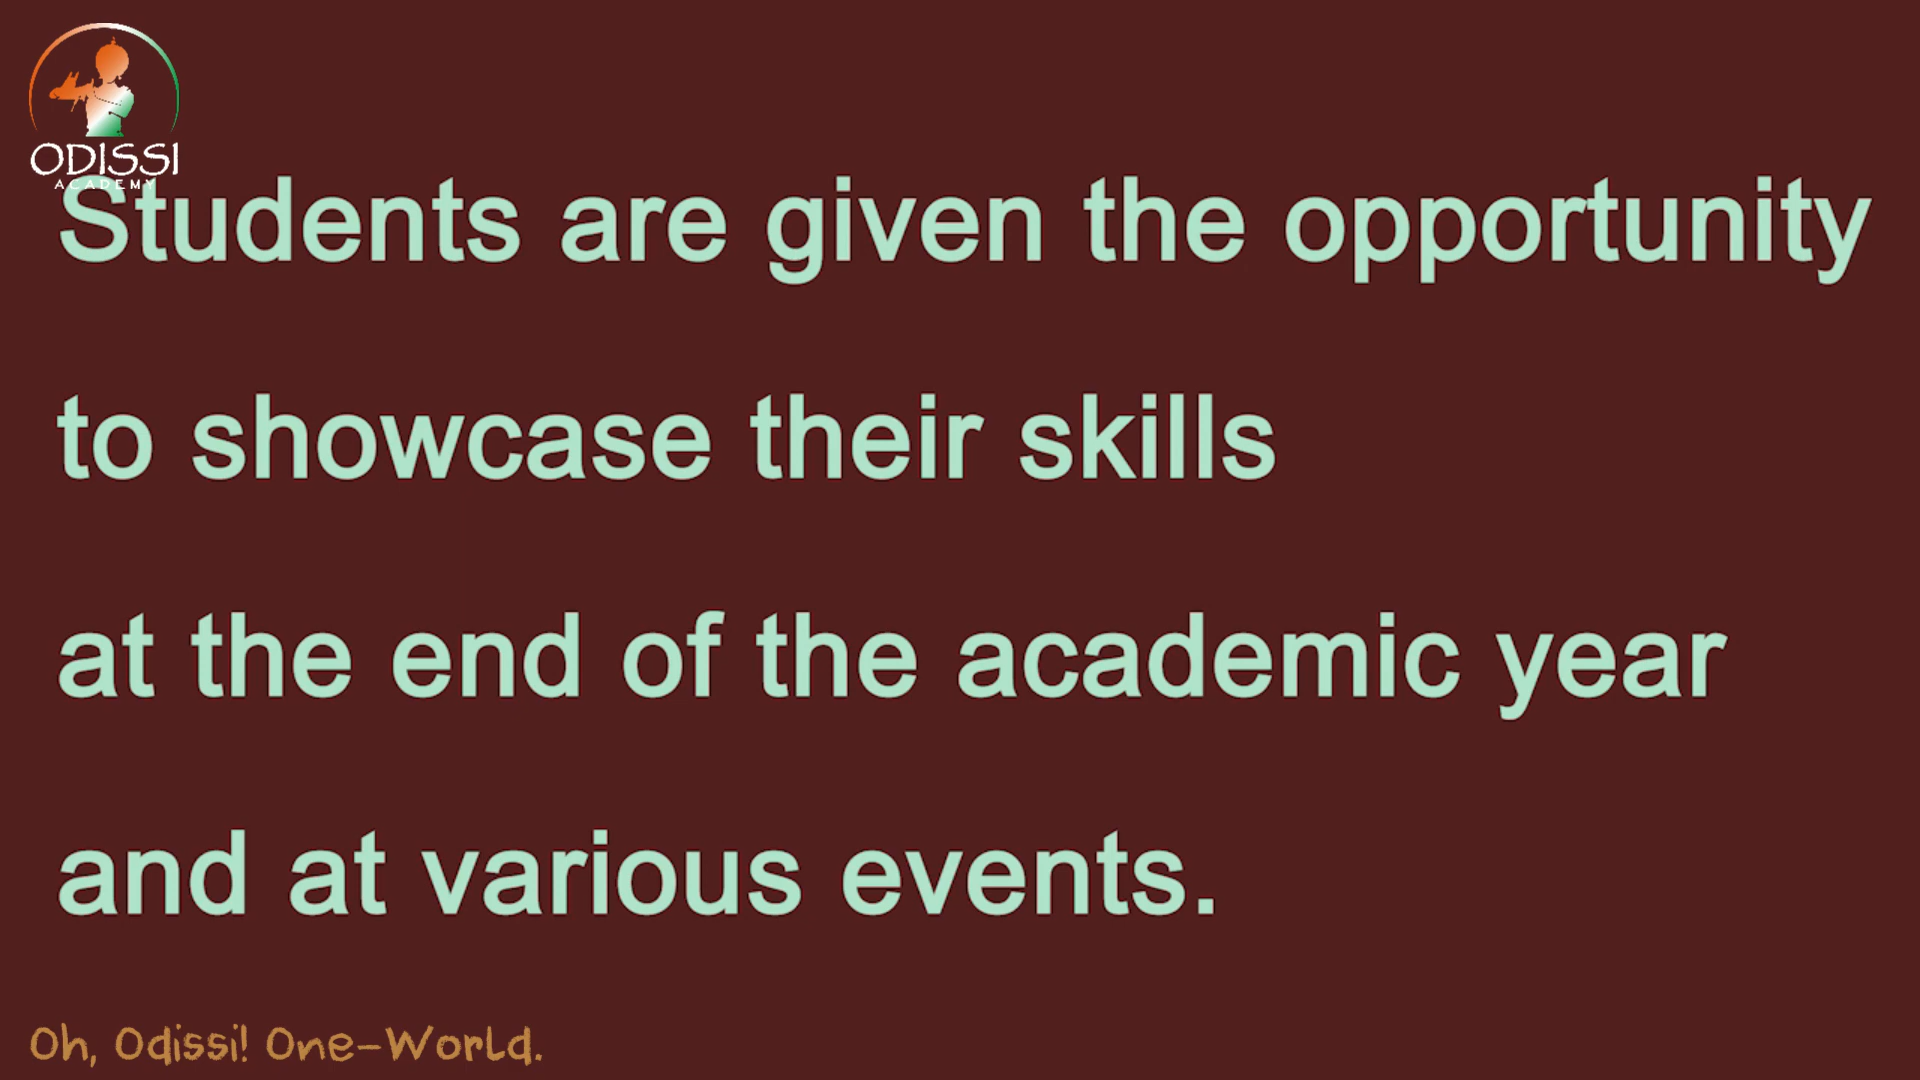 ODISSI
ACADEMY
Students are given the opportunity
to showcase their skills
at the end of the academic year
and at various events.
Oh, Odissi! One-World.